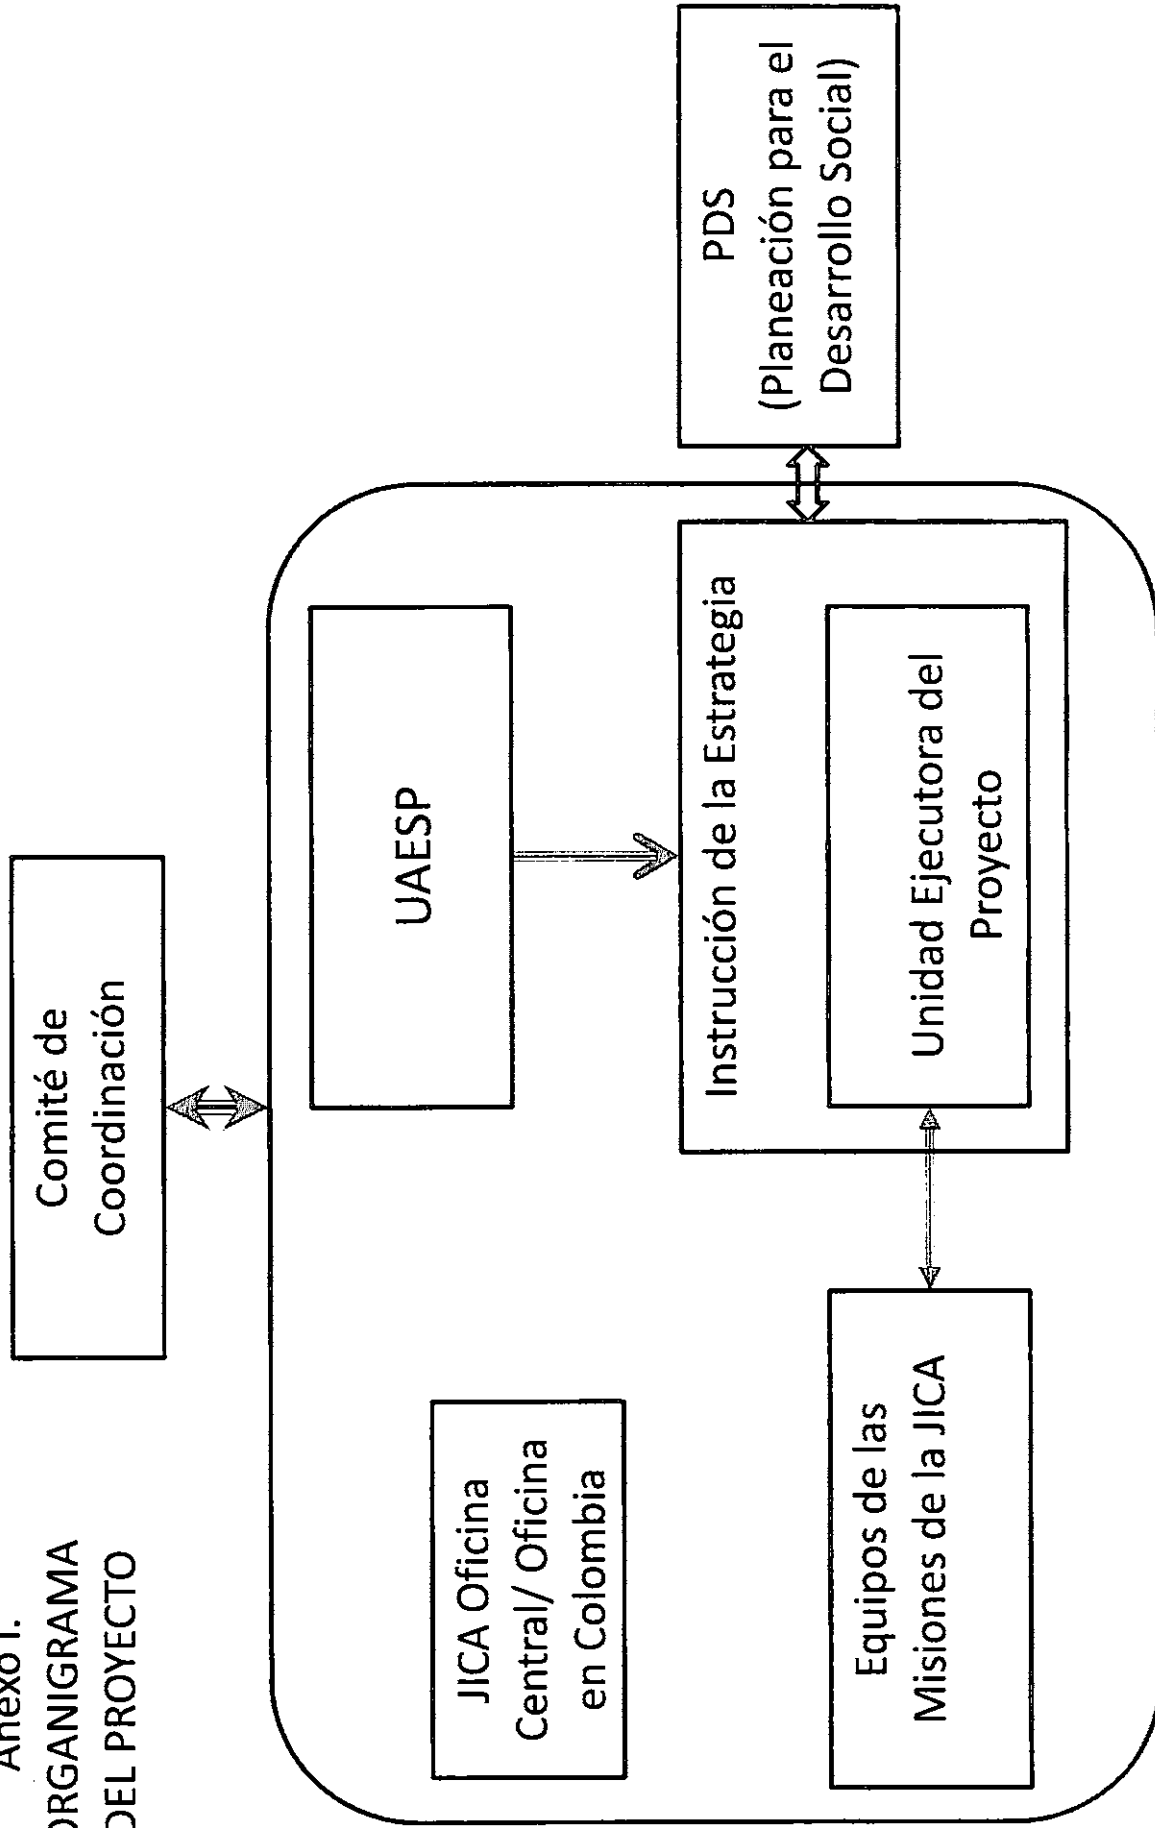 Anexo I.
ORGANIGRAMA
DEL PROYECTO
Comité de
Coordinación
JICA Oficina
Central/ Oficina
en Colombia
UAESP
Equipos de las
Misiones de la JICA
Instrucción de la Estrategia
Unidad Ejecutora del
Proyecto
PDS
(Planeación para el
Desarrollo Social)